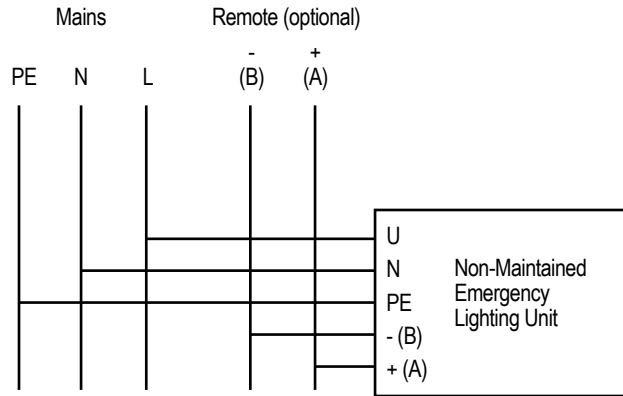 Mains Remote (optional)
- +
PE N L (B) (A)
U
N Non-Maintained
PE Emergency
Lighting Unit
- (B)
+ (A)